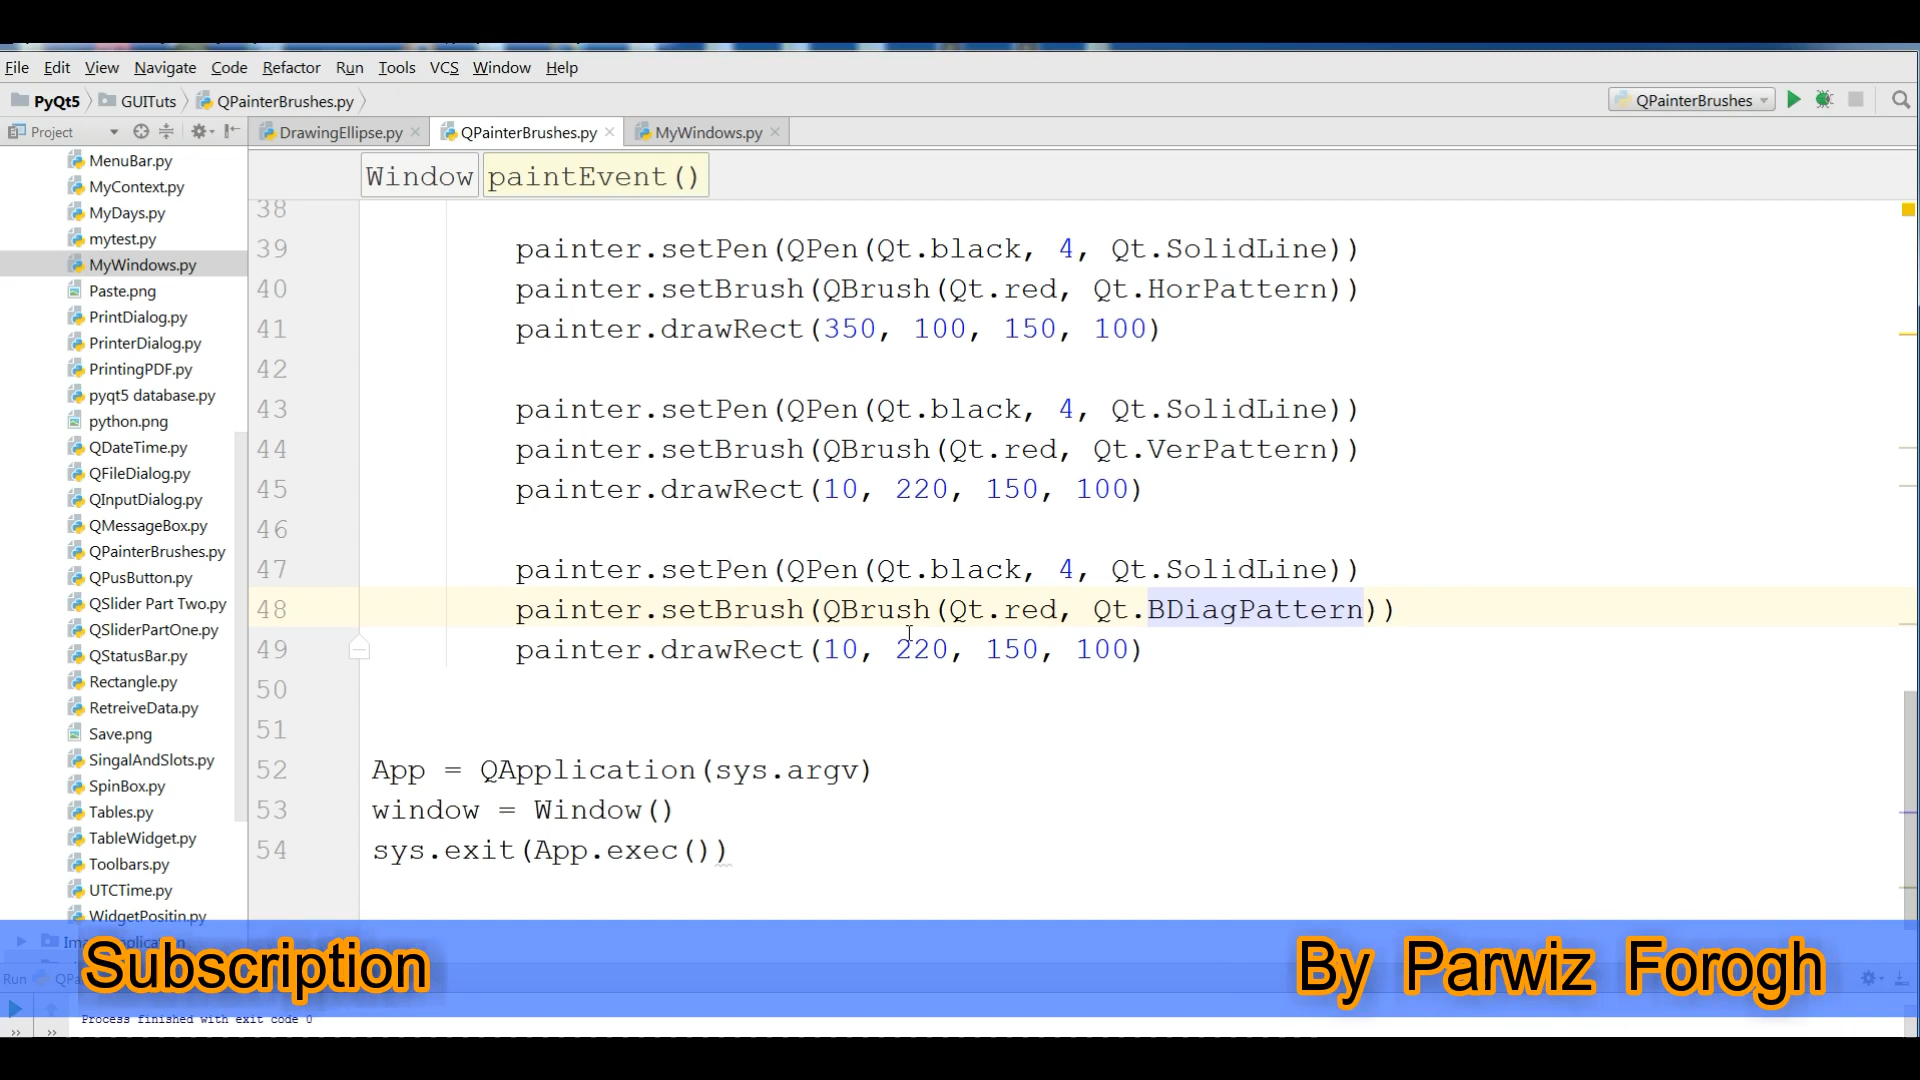 File Edit View Navigate Code Refactor Run Tools VCS Window Help
PyQt5 GUITuts QPainterBrushes.py QPainterBrushes
Project DrawingEllipse.py QPainterBrushes.py MyWindows.py
Window paintEvent()
MenuBar.py
MyContext.py
MyDays.py
mytest.py
MyWindows.py
Paste.png
PrintDialog.py
PrinterDialog.py
PrintingPDF.py
pyqt5 database.py
python.png
QDateTime.py
QFileDialog.py
QInputDialog.py
QMessageBox.py
QPainterBrushes.py
QPusButton.py
QSlider Part Two.py
QSliderPartOne.py
QStatusBar.py
Rectangle.py
RetreiveData.py
Save.png
SingalAndSlots.py
SpinBox.py
Tables.py
TableWidget.py
Toolbars.py
UTCTime.py
WidgetPositin.py
38
39 painter.setPen(QPen(Qt.black, 4, Qt.SolidLine))
40 painter.setBrush(QBrush(Qt.red, Qt.HorPattern))
41 painter.drawRect(350, 100, 150, 100)
42
43 painter.setPen(QPen(Qt.black, 4, Qt.SolidLine))
44 painter.setBrush(QBrush(Qt.red, Qt.VerPattern))
45 painter.drawRect(10, 220, 150, 100)
46
47 painter.setPen(QPen(Qt.black, 4, Qt.SolidLine))
48 painter.setBrush(QBrush(Qt.red, Qt.BDiagPattern))
49 painter.drawRect(10, 220, 150, 100)
50
51
52 App = QApplication(sys.argv)
53 window = Window()
54 sys.exit(App.exec())
Subscription By Parwiz Forogh
Run
Process finished with exit code 0